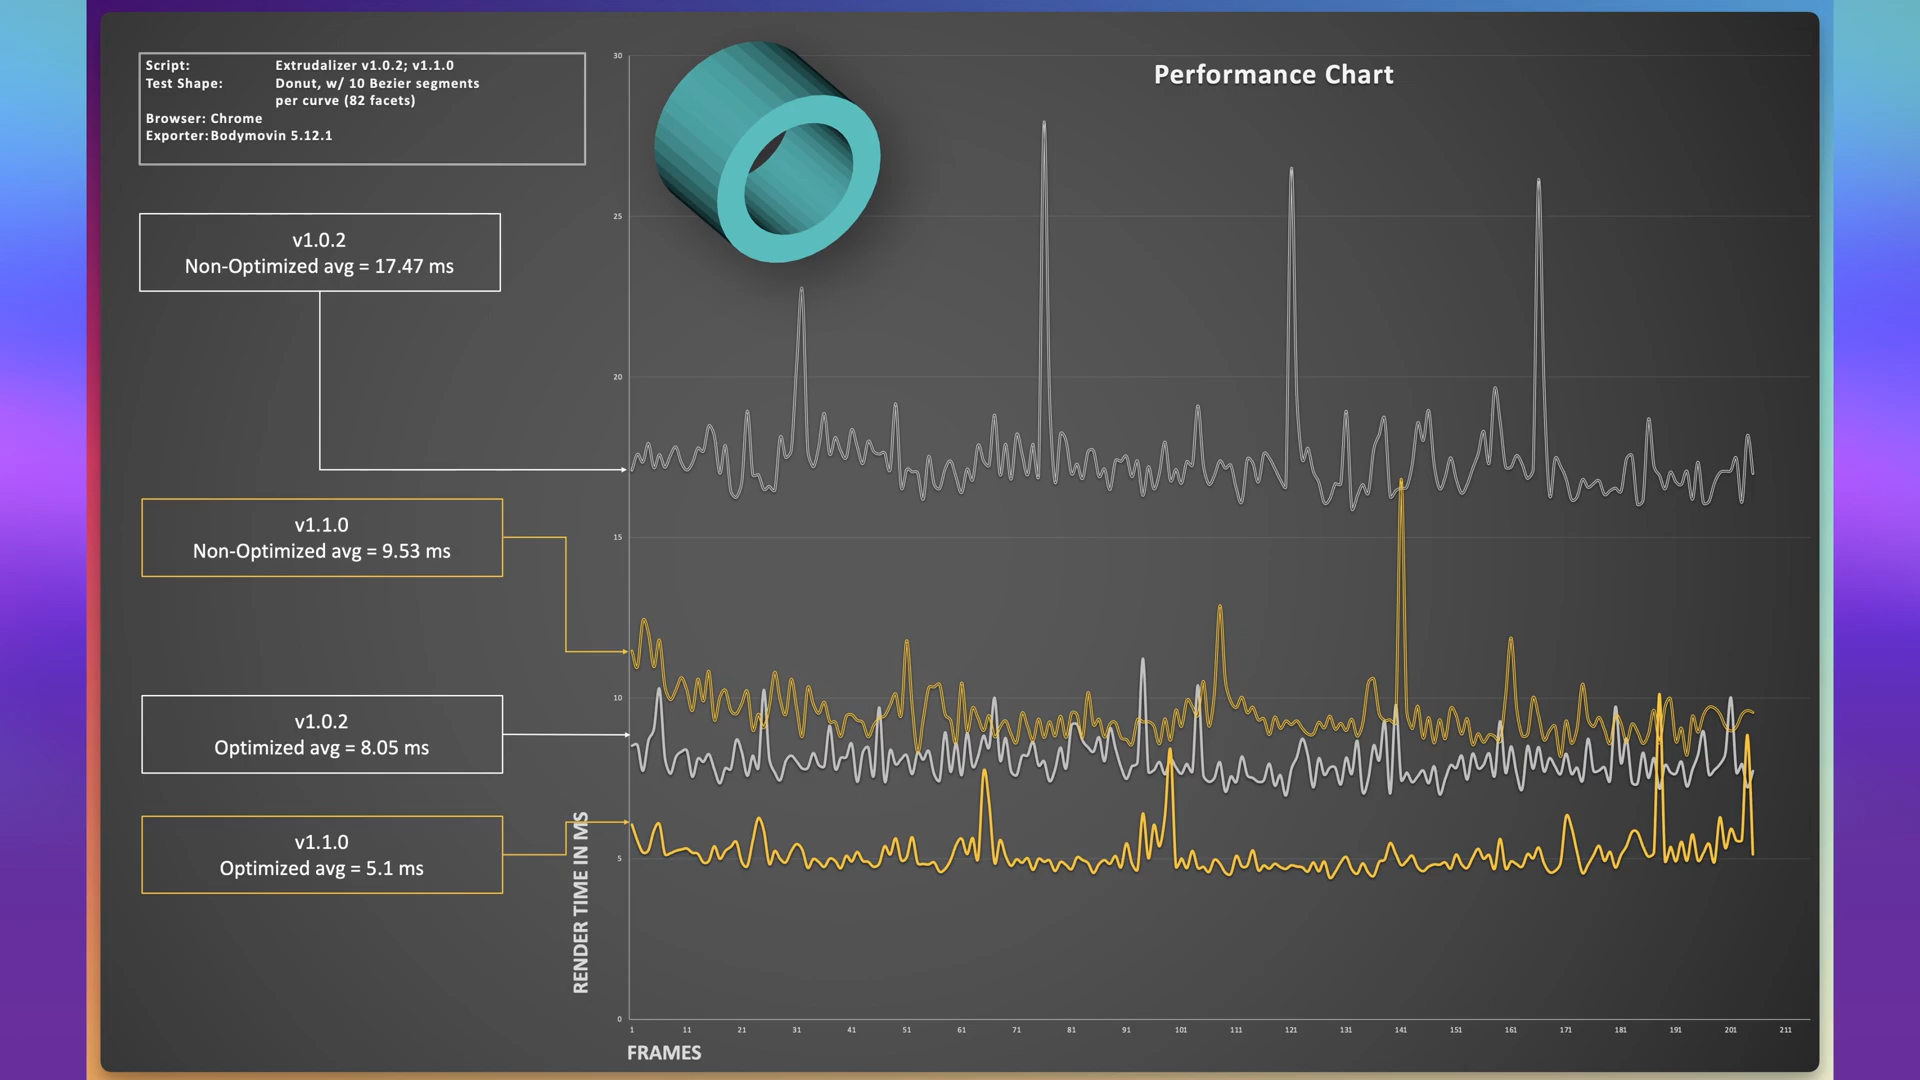 Script: Extrudalizer v1.0.2; v1.1.0
Test Shape: Donut, w/ 10 Bezier segments
per curve (82 facets)
Browser: Chrome
Exporter: Bodymovin 5.12.1
Performance Chart
v1.0.2
Non-Optimized avg = 17.47 ms
v1.1.0
Non-Optimized avg = 9.53 ms
v1.0.2
Optimized avg = 8.05 ms
v1.1.0
Optimized avg = 5.1 ms
RENDER TIME IN MS
30
25
20
15
10
5
0
1 11 21 31 41 51 61 71 81 91 101 111 121 131 141 151 161 171 181 191 201 211
FRAMES